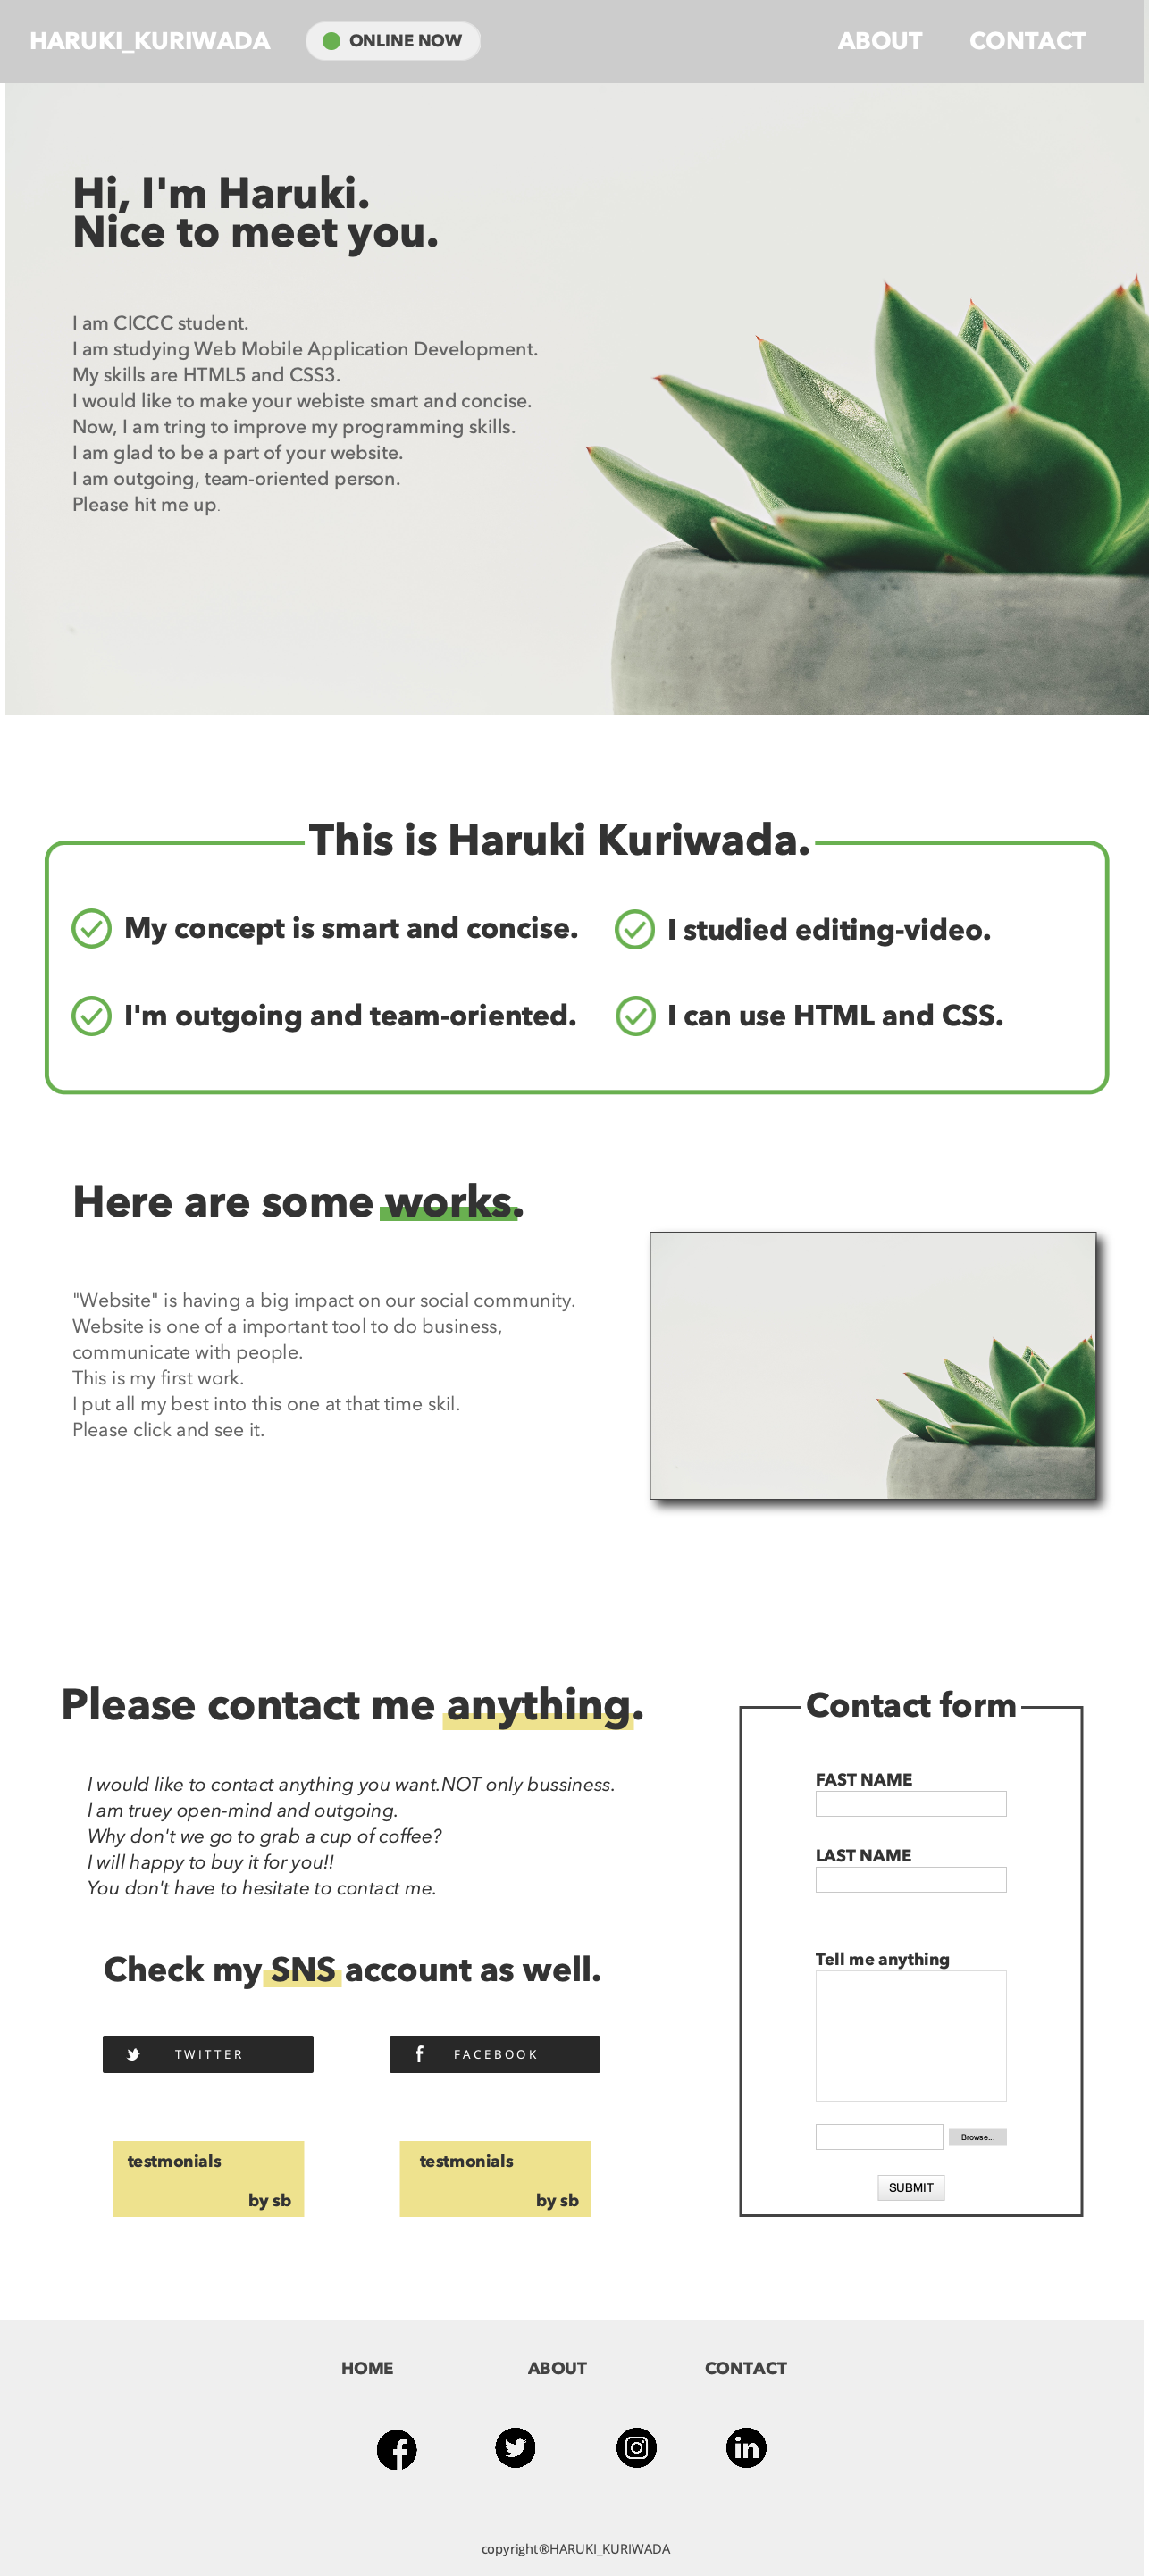 HARUKI_KURIWADA
ONLINE NOW
ABOUT
CONTACT
Hi, I'm Haruki.
Nice to meet you.
I am CICCC student.
I am studying Web Mobile Application Development.
My skills are HTML5 and CSS3.
I would like to make your webiste smart and concise.
Now, I am tring to improve my programming skills.
I am glad to be a part of your website.
I am outgoing, team-oriented person.
Please hit me up.
This is Haruki Kuriwada.
My concept is smart and concise.
I studied editing-video.
I'm outgoing and team-oriented.
I can use HTML and CSS.
Here are some works.
"Website" is having a big impact on our social community.
Website is one of a important tool to do business,
communicate with people.
This is my first work.
I put all my best into this one at that time skil.
Please click and see it.
Please contact me anything.
I would like to contact anything you want.NOT only bussiness.
I am truey open-mind and outgoing.
Why don't we go to grab a cup of coffee?
I will happy to buy it for you!!
You don't have to hesitate to contact me.
Check my SNS account as well.
TWITTER
FACEBOOK
testmonials
by sb
testmonials
by sb
Contact form
FAST NAME
LAST NAME
Tell me anything
Browse...
SUBMIT
HOME
ABOUT
CONTACT
copyright®HARUKI_KURIWADA